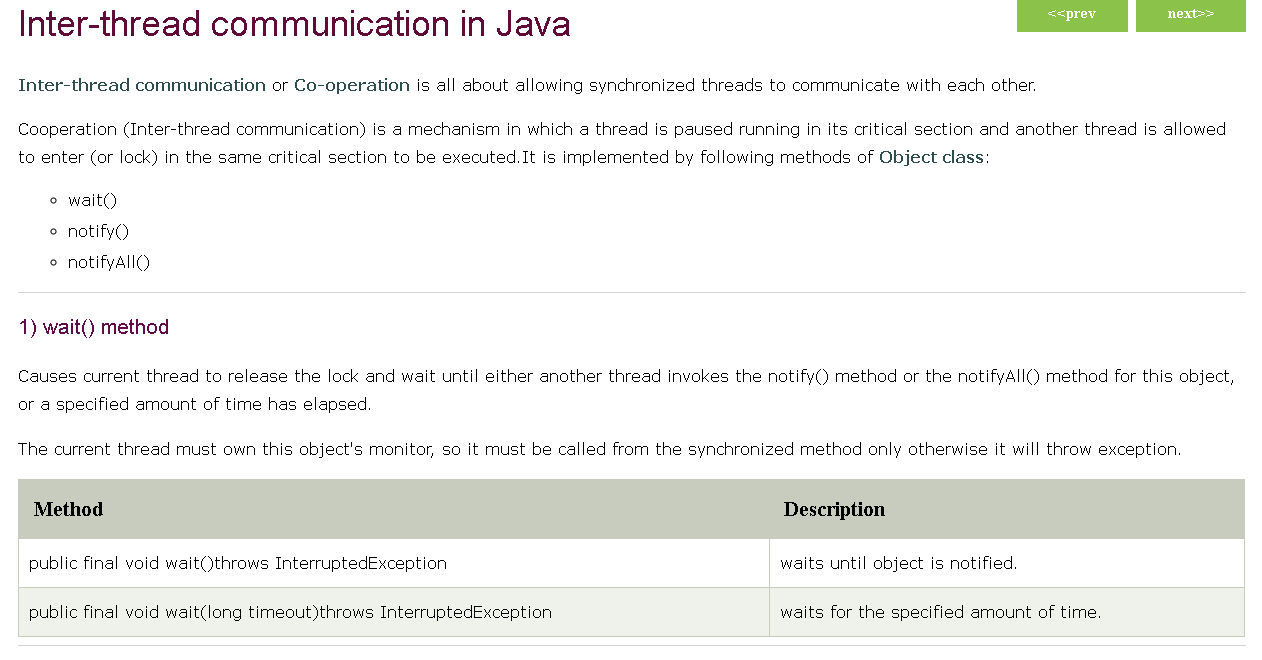 Inter-thread communication in Java
<<prev
next>>
Inter-thread communication or Co-operation is all about allowing synchronized threads to communicate with each other.
Cooperation (Inter-thread communication) is a mechanism in which a thread is paused running in its critical section and another thread is allowed
to enter (or lock) in the same critical section to be executed.It is implemented by following methods of Object class:
wait()
notify()
notifyAll()
1) wait() method
Causes current thread to release the lock and wait until either another thread invokes the notify() method or the notifyAll() method for this object,
or a specified amount of time has elapsed.
The current thread must own this object's monitor, so it must be called from the synchronized method only otherwise it will throw exception.
Method Description
public final void wait()throws InterruptedException waits until object is notified.
public final void wait(long timeout)throws InterruptedException waits for the specified amount of time.